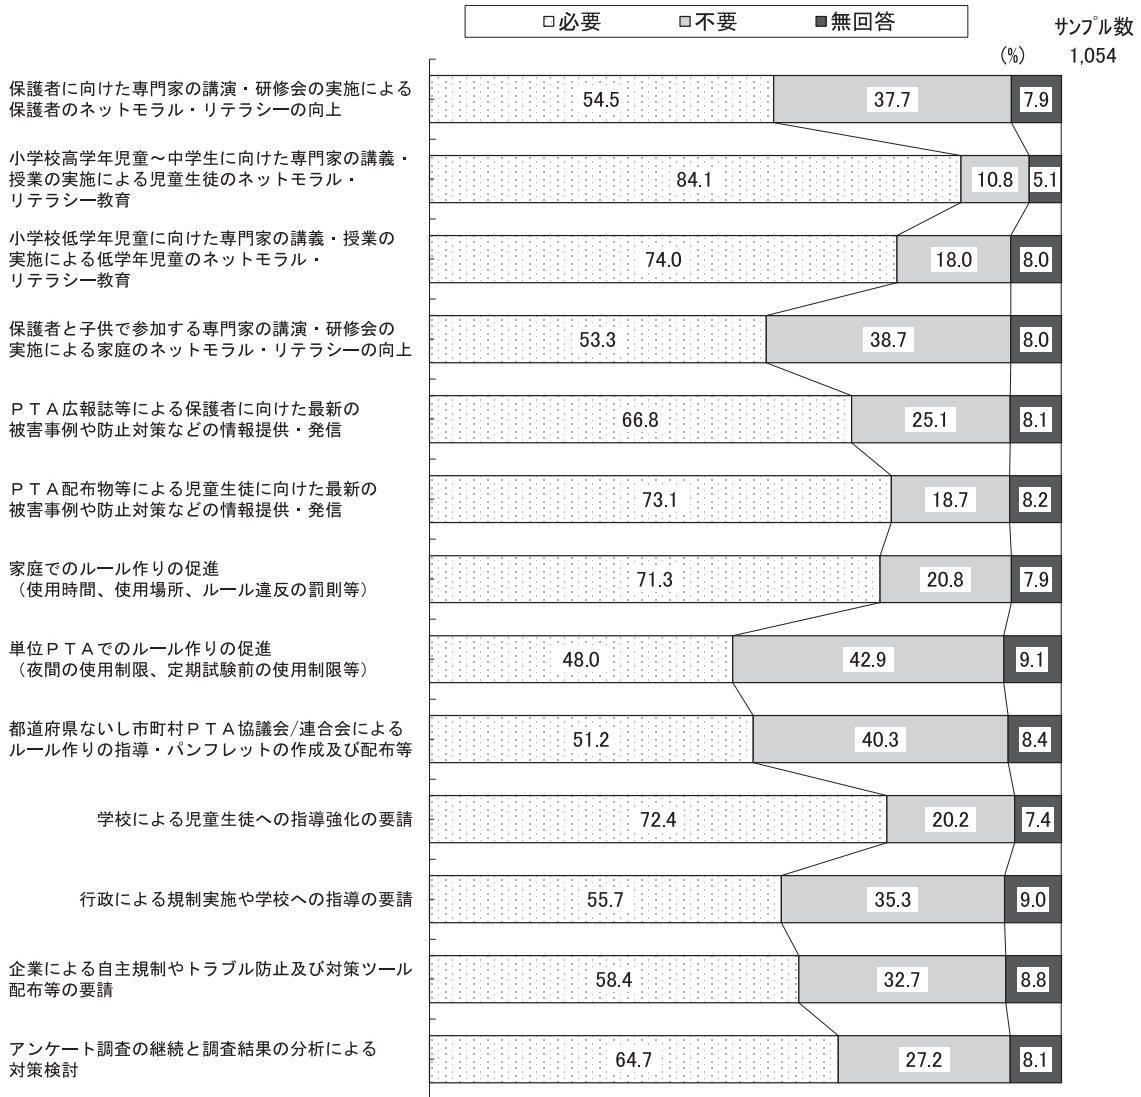 □必要 □不要 ■無回答
サンプル数
(%) 1,054
保護者に向けた専門家の講演・研修会の実施による
保護者のネットモラル・リテラシーの向上
54.5 37.7 7.9
小学校高学年児童～中学生に向けた専門家の講義・
授業の実施による児童生徒のネットモラル・
リテラシー教育
84.1 10.8 5.1
小学校低学年児童に向けた専門家の講義・授業の
実施による低学年児童のネットモラル・
リテラシー教育
74.0 18.0 8.0
保護者と子供で参加する専門家の講演・研修会の
実施による家庭のネットモラル・リテラシーの向上
53.3 38.7 8.0
ＰＴＡ広報誌等による保護者に向けた最新の
被害事例や防止対策などの情報提供・発信
66.8 25.1 8.1
ＰＴＡ配布物等による児童生徒に向けた最新の
被害事例や防止対策などの情報提供・発信
73.1 18.7 8.2
家庭でのルール作りの促進
（使用時間、使用場所、ルール違反の罰則等）
71.3 20.8 7.9
単位ＰＴＡでのルール作りの促進
（夜間の使用制限、定期試験前の使用制限等）
48.0 42.9 9.1
都道府県ないし市町村ＰＴＡ協議会/連合会による
ルール作りの指導・パンフレットの作成及び配布等
51.2 40.3 8.4
学校による児童生徒への指導強化の要請
72.4 20.2 7.4
行政による規制実施や学校への指導の要請
55.7 35.3 9.0
企業による自主規制やトラブル防止及び対策ツール
配布等の要請
58.4 32.7 8.8
アンケート調査の継続と調査結果の分析による
対策検討
64.7 27.2 8.1